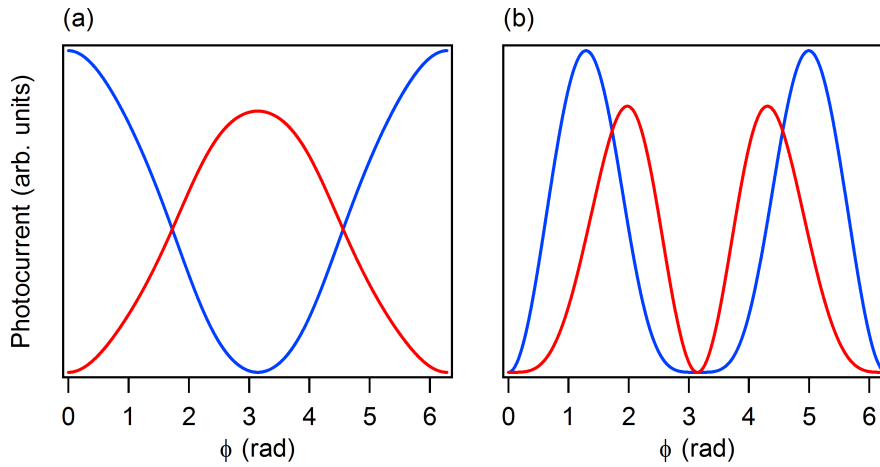 (a)
(b)
Photocurrent (arb. units)
0 1 2 3 4 5 6
0 1 2 3 4 5 6
ϕ (rad)
ϕ (rad)